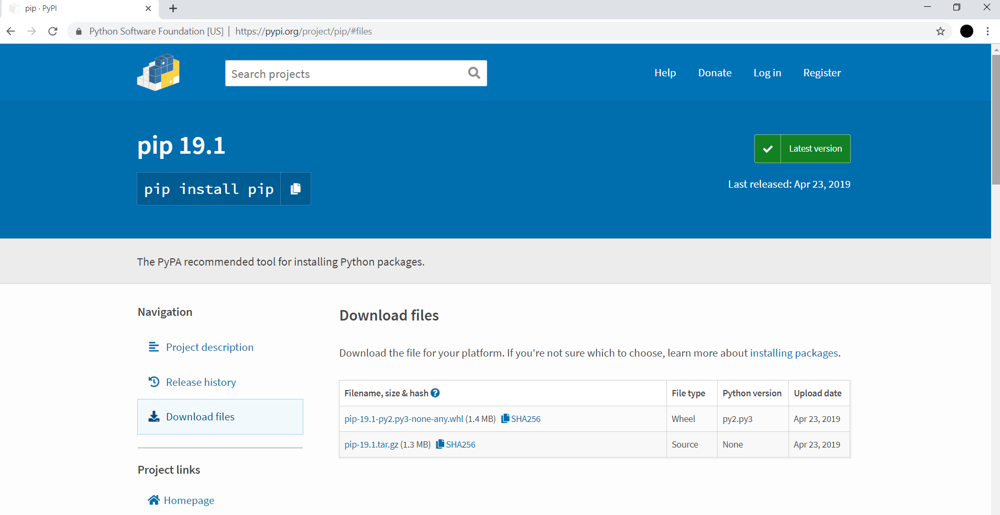 pip · PyPI
Python Software Foundation [US] | https://pypi.org/project/pip/#files
Search projects
Help Donate Log in Register
pip 19.1
Latest version
pip install pip
Last released: Apr 23, 2019
The PyPA recommended tool for installing Python packages.
Navigation
Project description
Release history
Download files
Project links
Homepage
Download files
Download the file for your platform. If you're not sure which to choose, learn more about installing packages.
Filename, size & hash ? File type Python version Upload date
pip-19.1-py2.py3-none-any.whl (1.4 MB) SHA256 Wheel py2.py3 Apr 23, 2019
pip-19.1.tar.gz (1.3 MB) SHA256 Source None Apr 23, 2019